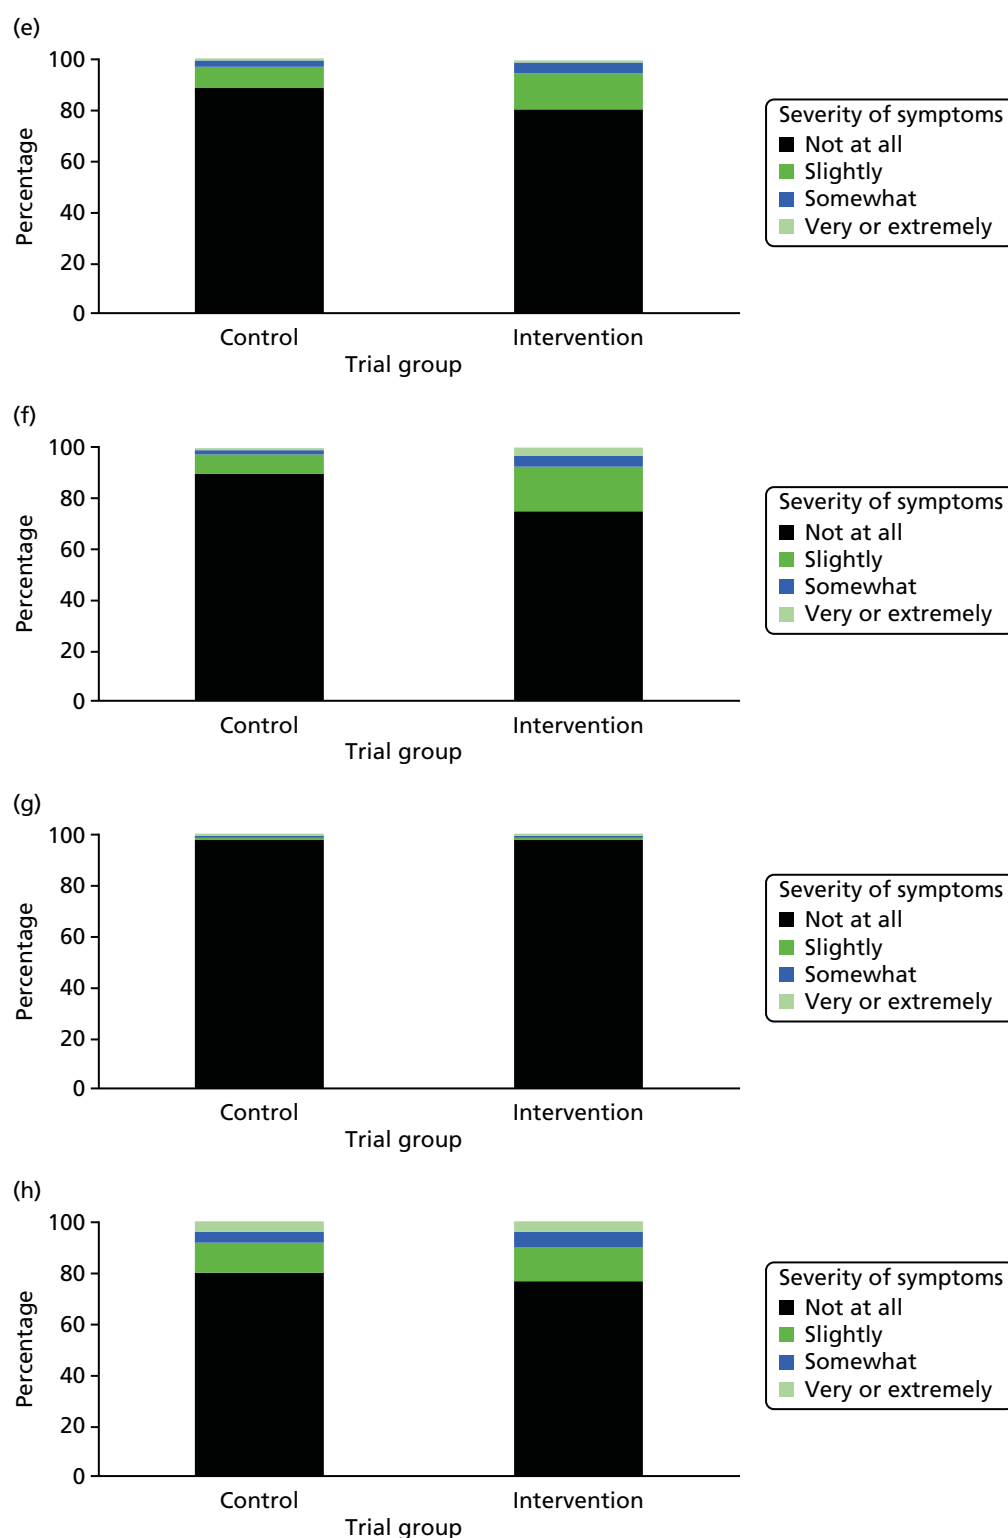 (e)
100
80
60
40
20
0
Percentage
Control
Intervention
Trial group
Severity of symptoms
Not at all
Slightly
Somewhat
Very or extremely
(f)
100
80
60
40
20
0
Percentage
Control
Intervention
Trial group
Severity of symptoms
Not at all
Slightly
Somewhat
Very or extremely
(g)
100
80
60
40
20
0
Percentage
Control
Intervention
Trial group
Severity of symptoms
Not at all
Slightly
Somewhat
Very or extremely
(h)
100
80
60
40
20
0
Percentage
Control
Intervention
Trial group
Severity of symptoms
Not at all
Slightly
Somewhat
Very or extremely